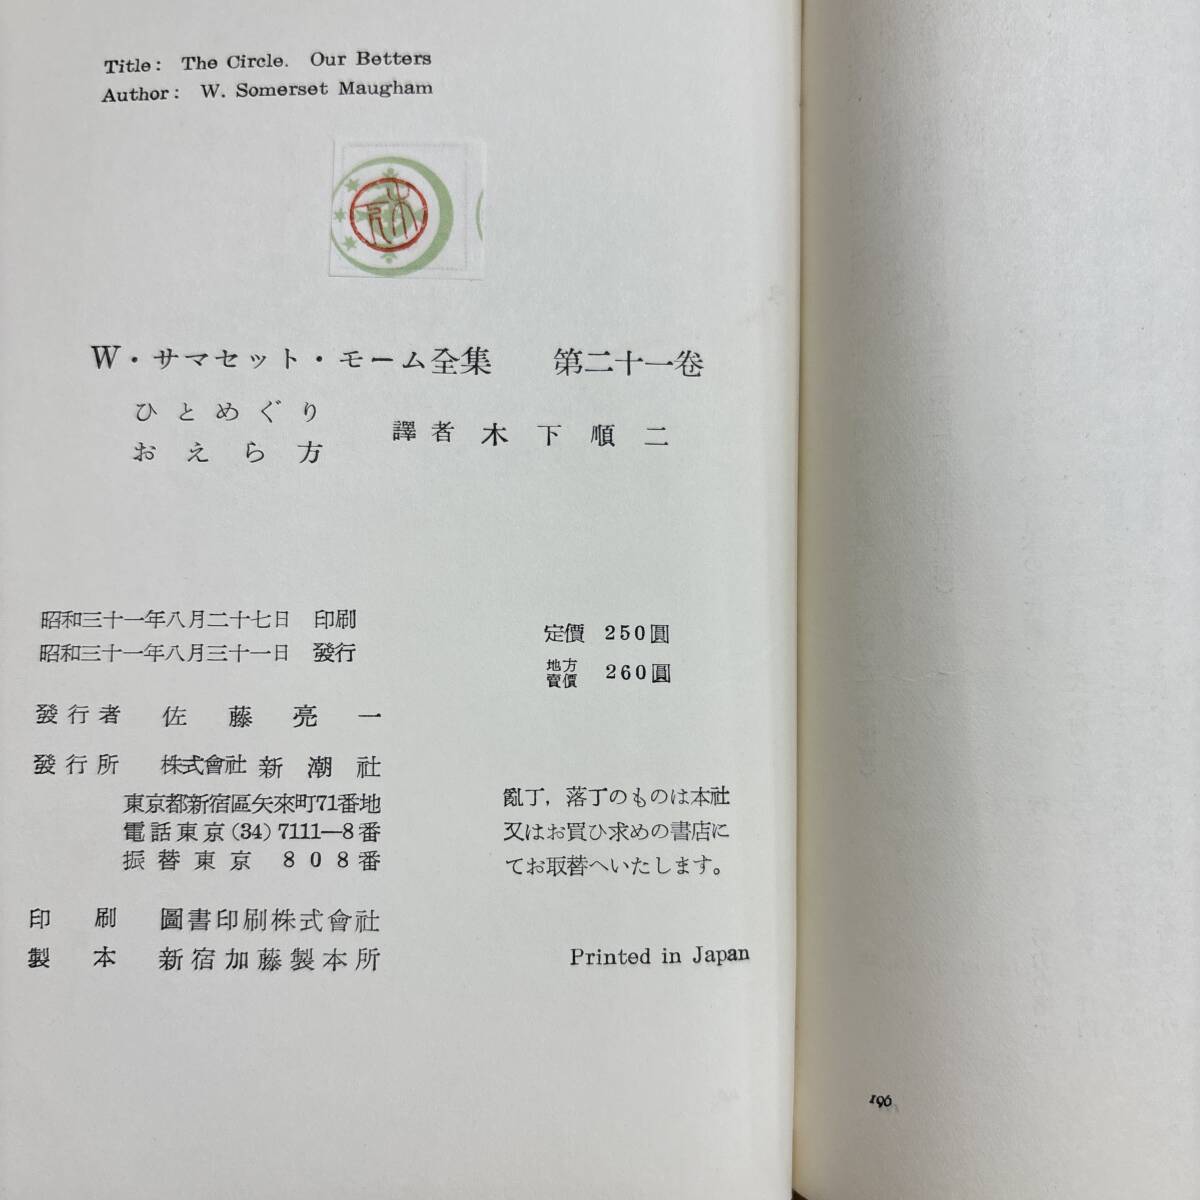 Title: The Circle. Our Betters
Author: W. Somerset Maugham
W・サマセット・モーム全集 第二十一卷
ひとめぐり
おえら方
譯者 木下順二
昭和三十一年八月二十七日 印刷
昭和三十一年八月三十一日 發行
定價 250圓
地方賣價 260圓
發行者 佐藤亮一
發行所 株式會社 新潮社
東京都新宿區矢來町71番地
電話東京(34)7111—8番
振替東京 808番
亂丁，落丁のものは本社
又はお買ひ求めの書店に
てお取替へいたします。
印刷 圖書印刷株式會社
製本 新宿加藤製本所
Printed in Japan
196